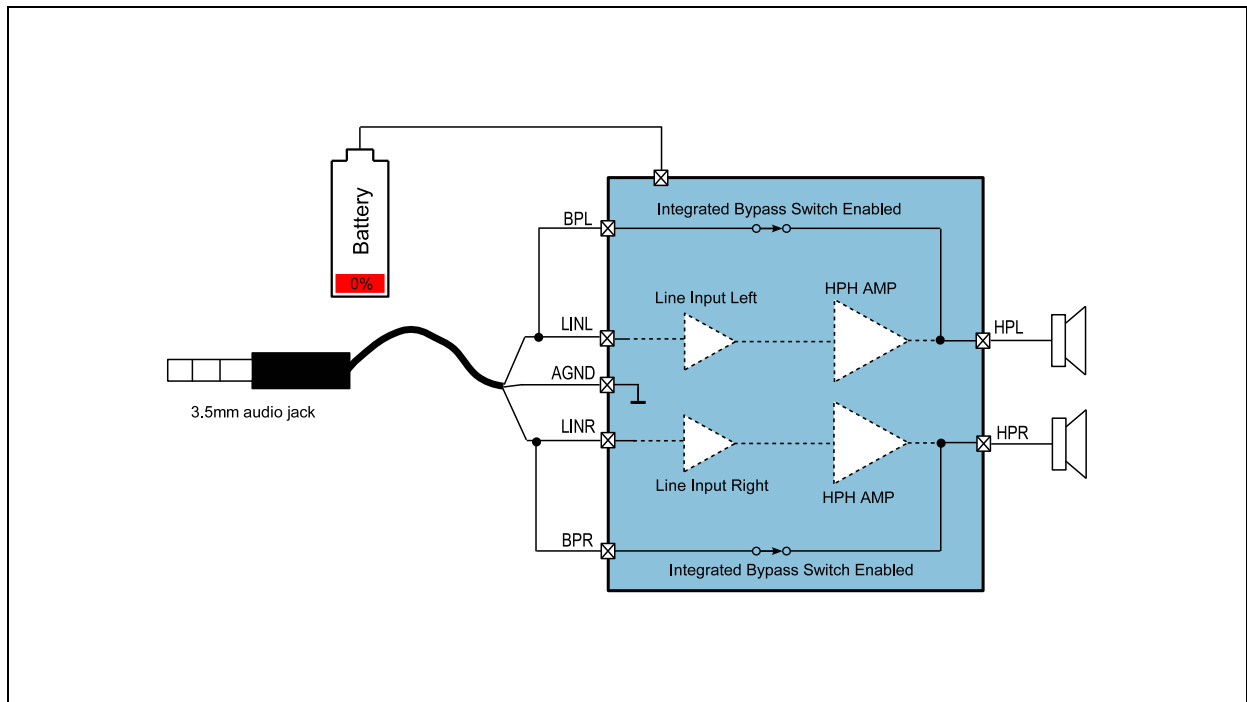 Battery
0%
3.5mm audio jack
Integrated Bypass Switch Enabled
BPL
Line Input Left
HPH AMP
LINL
HPL
AGND
LINR
HPR
Line Input Right
HPH AMP
BPR
Integrated Bypass Switch Enabled